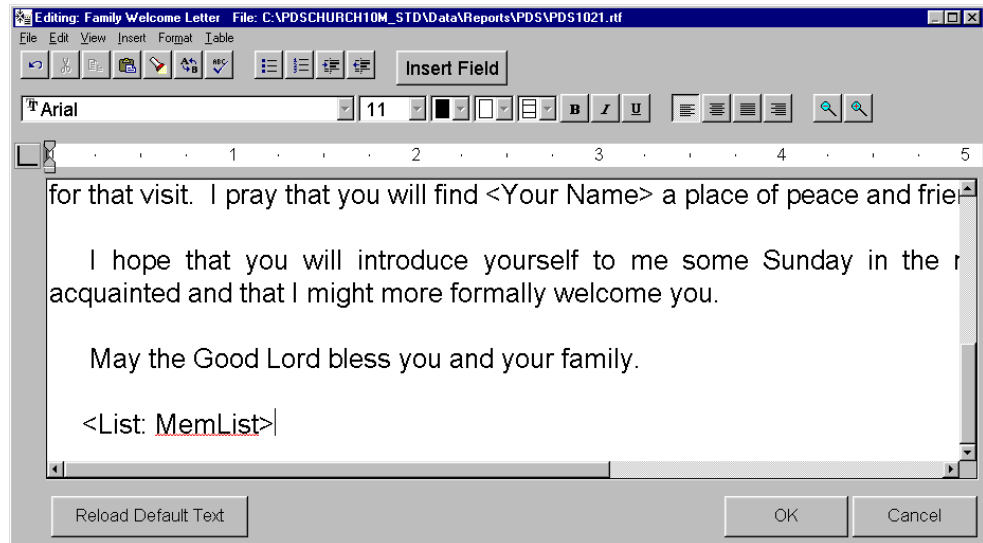 Editing: Family Welcome Letter File: C:\PDSCHURCH10M_STD\Data\Reports\PDS\PDS1021.rtf
File Edit View Insert Format Table
Insert Field
Arial 11 B I U
1 2 3 4 5
for that visit. I pray that you will find <Your Name> a place of peace and frie
I hope that you will introduce yourself to me some Sunday in the
acquainted and that I might more formally welcome you.
May the Good Lord bless you and your family.
<List: MemList>
Reload Default Text OK Cancel